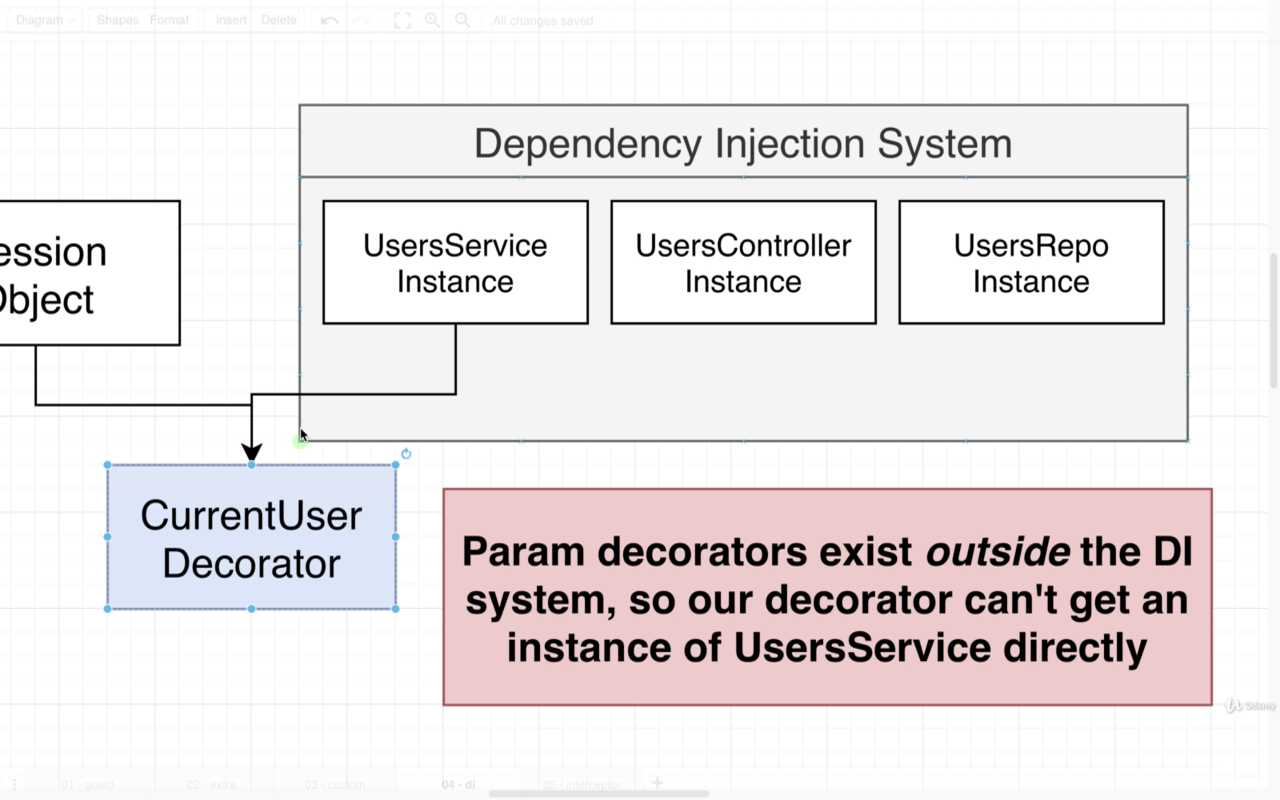 Diagram Shapes Format Insert Delete All changes saved
Dependency Injection System
UsersService
Instance
UsersController
Instance
UsersRepo
Instance
ession
Object
CurrentUser
Decorator
Param decorators exist outside the DI
system, so our decorator can't get an
instance of UsersService directly
Udemy
01 - guard 02 - extra 03 - custom 04 - di 05 - interceptor